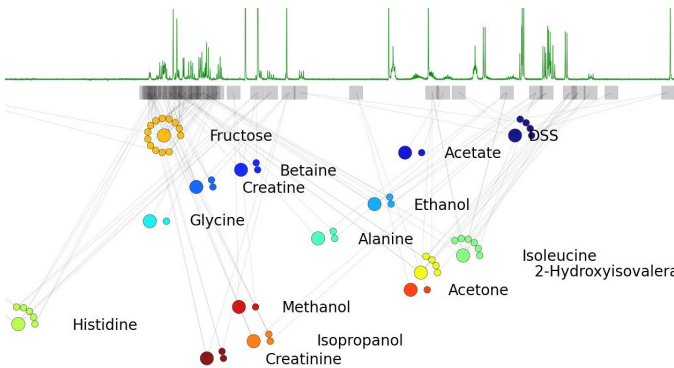 Fructose
DSS
Acetate
Betaine
Creatine
Ethanol
Glycine
Alanine
Isoleucine
2-Hydroxyisovalera
Acetone
Methanol
Histidine
Isopropanol
Creatinine